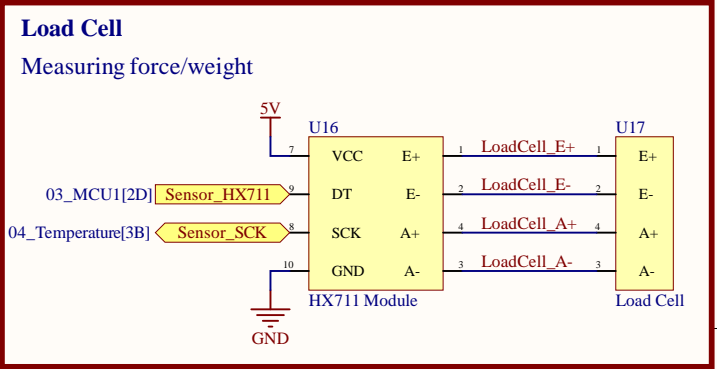 Load Cell
Measuring force/weight
5V
U16
U17
7 VCC E+ 1 LoadCell_E+ 1 E+
03_MCU1[2D] Sensor_HX711 9 DT E- 2 LoadCell_E- 2 E-
04_Temperature[3B] Sensor_SCK 8 SCK A+ 4 LoadCell_A+ 4 A+
10 GND A- 3 LoadCell_A- 3 A-
HX711 Module
Load Cell
GND